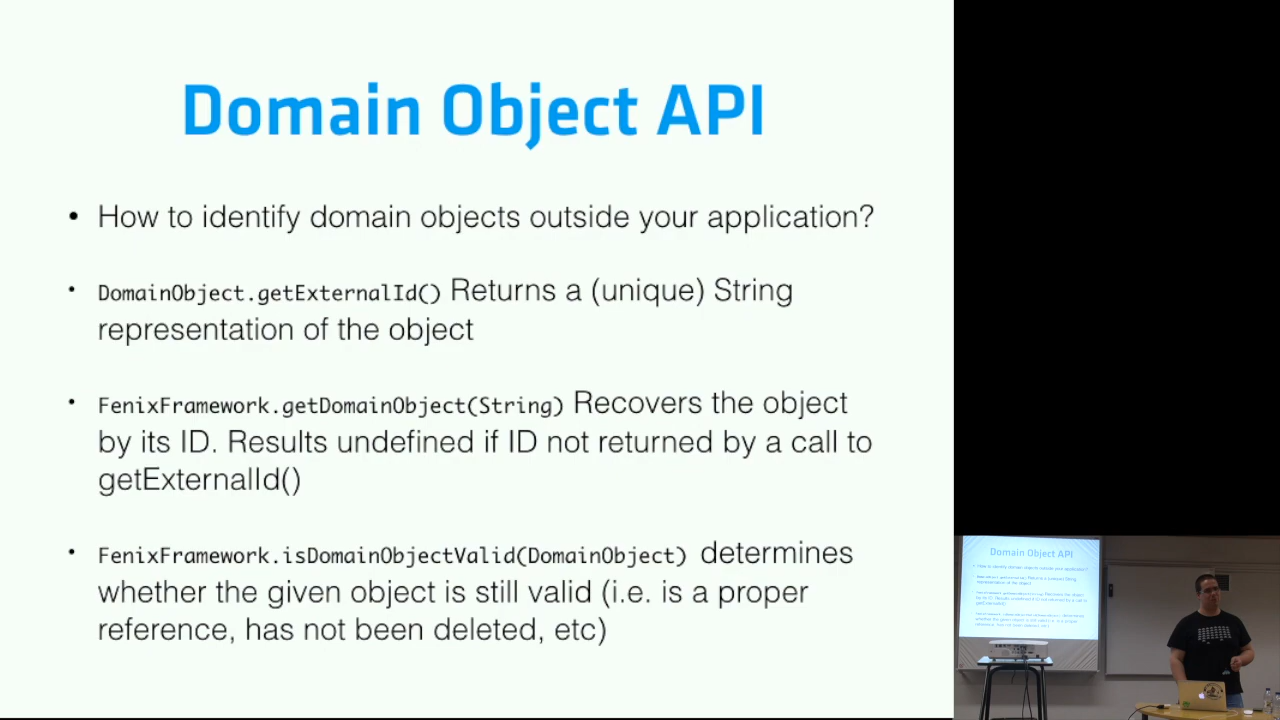 Domain Object API
• How to identify domain objects outside your application?
• DomainObject.getExternalId() Returns a (unique) String
representation of the object
• FenixFramework.getDomainObject(String) Recovers the object
by its ID. Results undefined if ID not returned by a call to
getExternalId()
• FenixFramework.isDomainObjectValid(DomainObject) determines
whether the given object is still valid (i.e. is a proper
reference, has not been deleted, etc)
Domain Object API